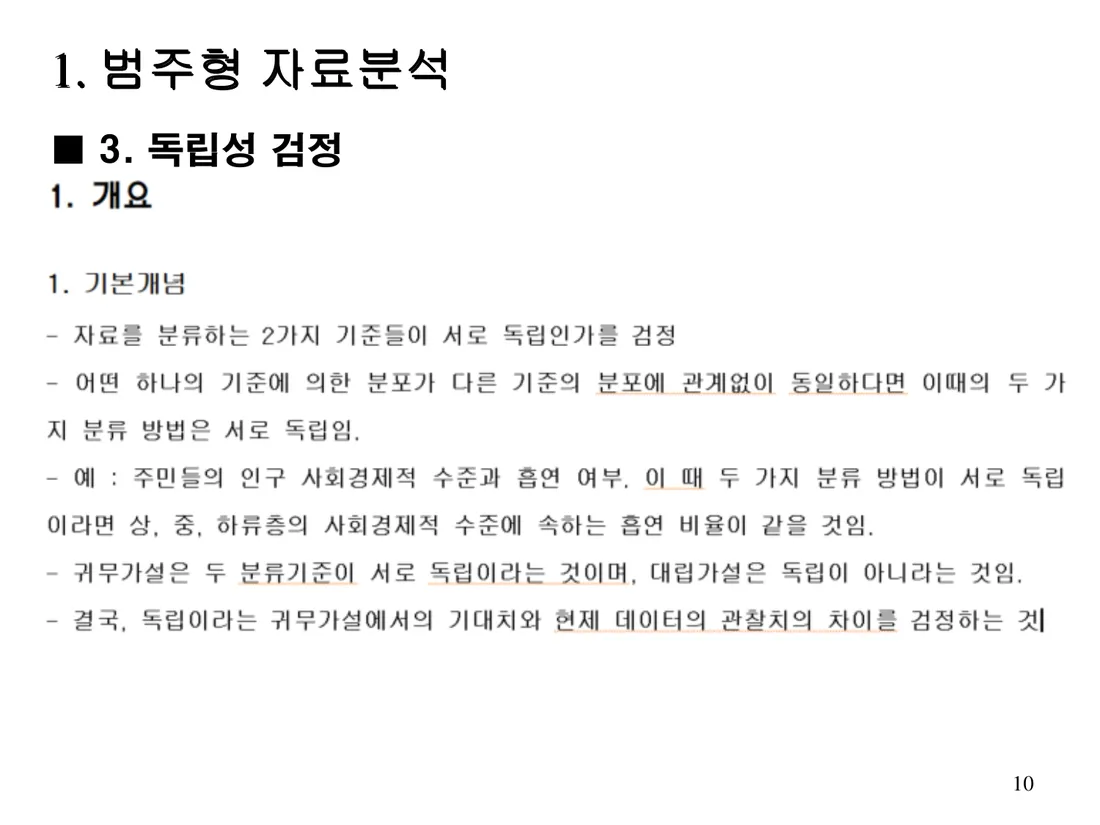 1. 범주형 자료분석
■ 3. 독립성 검정
1. 개요
1. 기본개념
- 자료를 분류하는 2가지 기준들이 서로 독립인가를 검정
- 어떤 하나의 기준에 의한 분포가 다른 기준의 분포에 관계없이 동일하다면 이때의 두 가
지 분류 방법은 서로 독립임.
- 예 : 주민들의 인구 사회경제적 수준과 흡연 여부. 이 때 두 가지 분류 방법이 서로 독립
이라면 상, 중, 하류층의 사회경제적 수준에 속하는 흡연 비율이 같을 것임.
- 귀무가설은 두 분류기준이 서로 독립이라는 것이며, 대립가설은 독립이 아니라는 것임.
- 결국, 독립이라는 귀무가설에서의 기대치와 현제 데이터의 관찰치의 차이를 검정하는 것
10